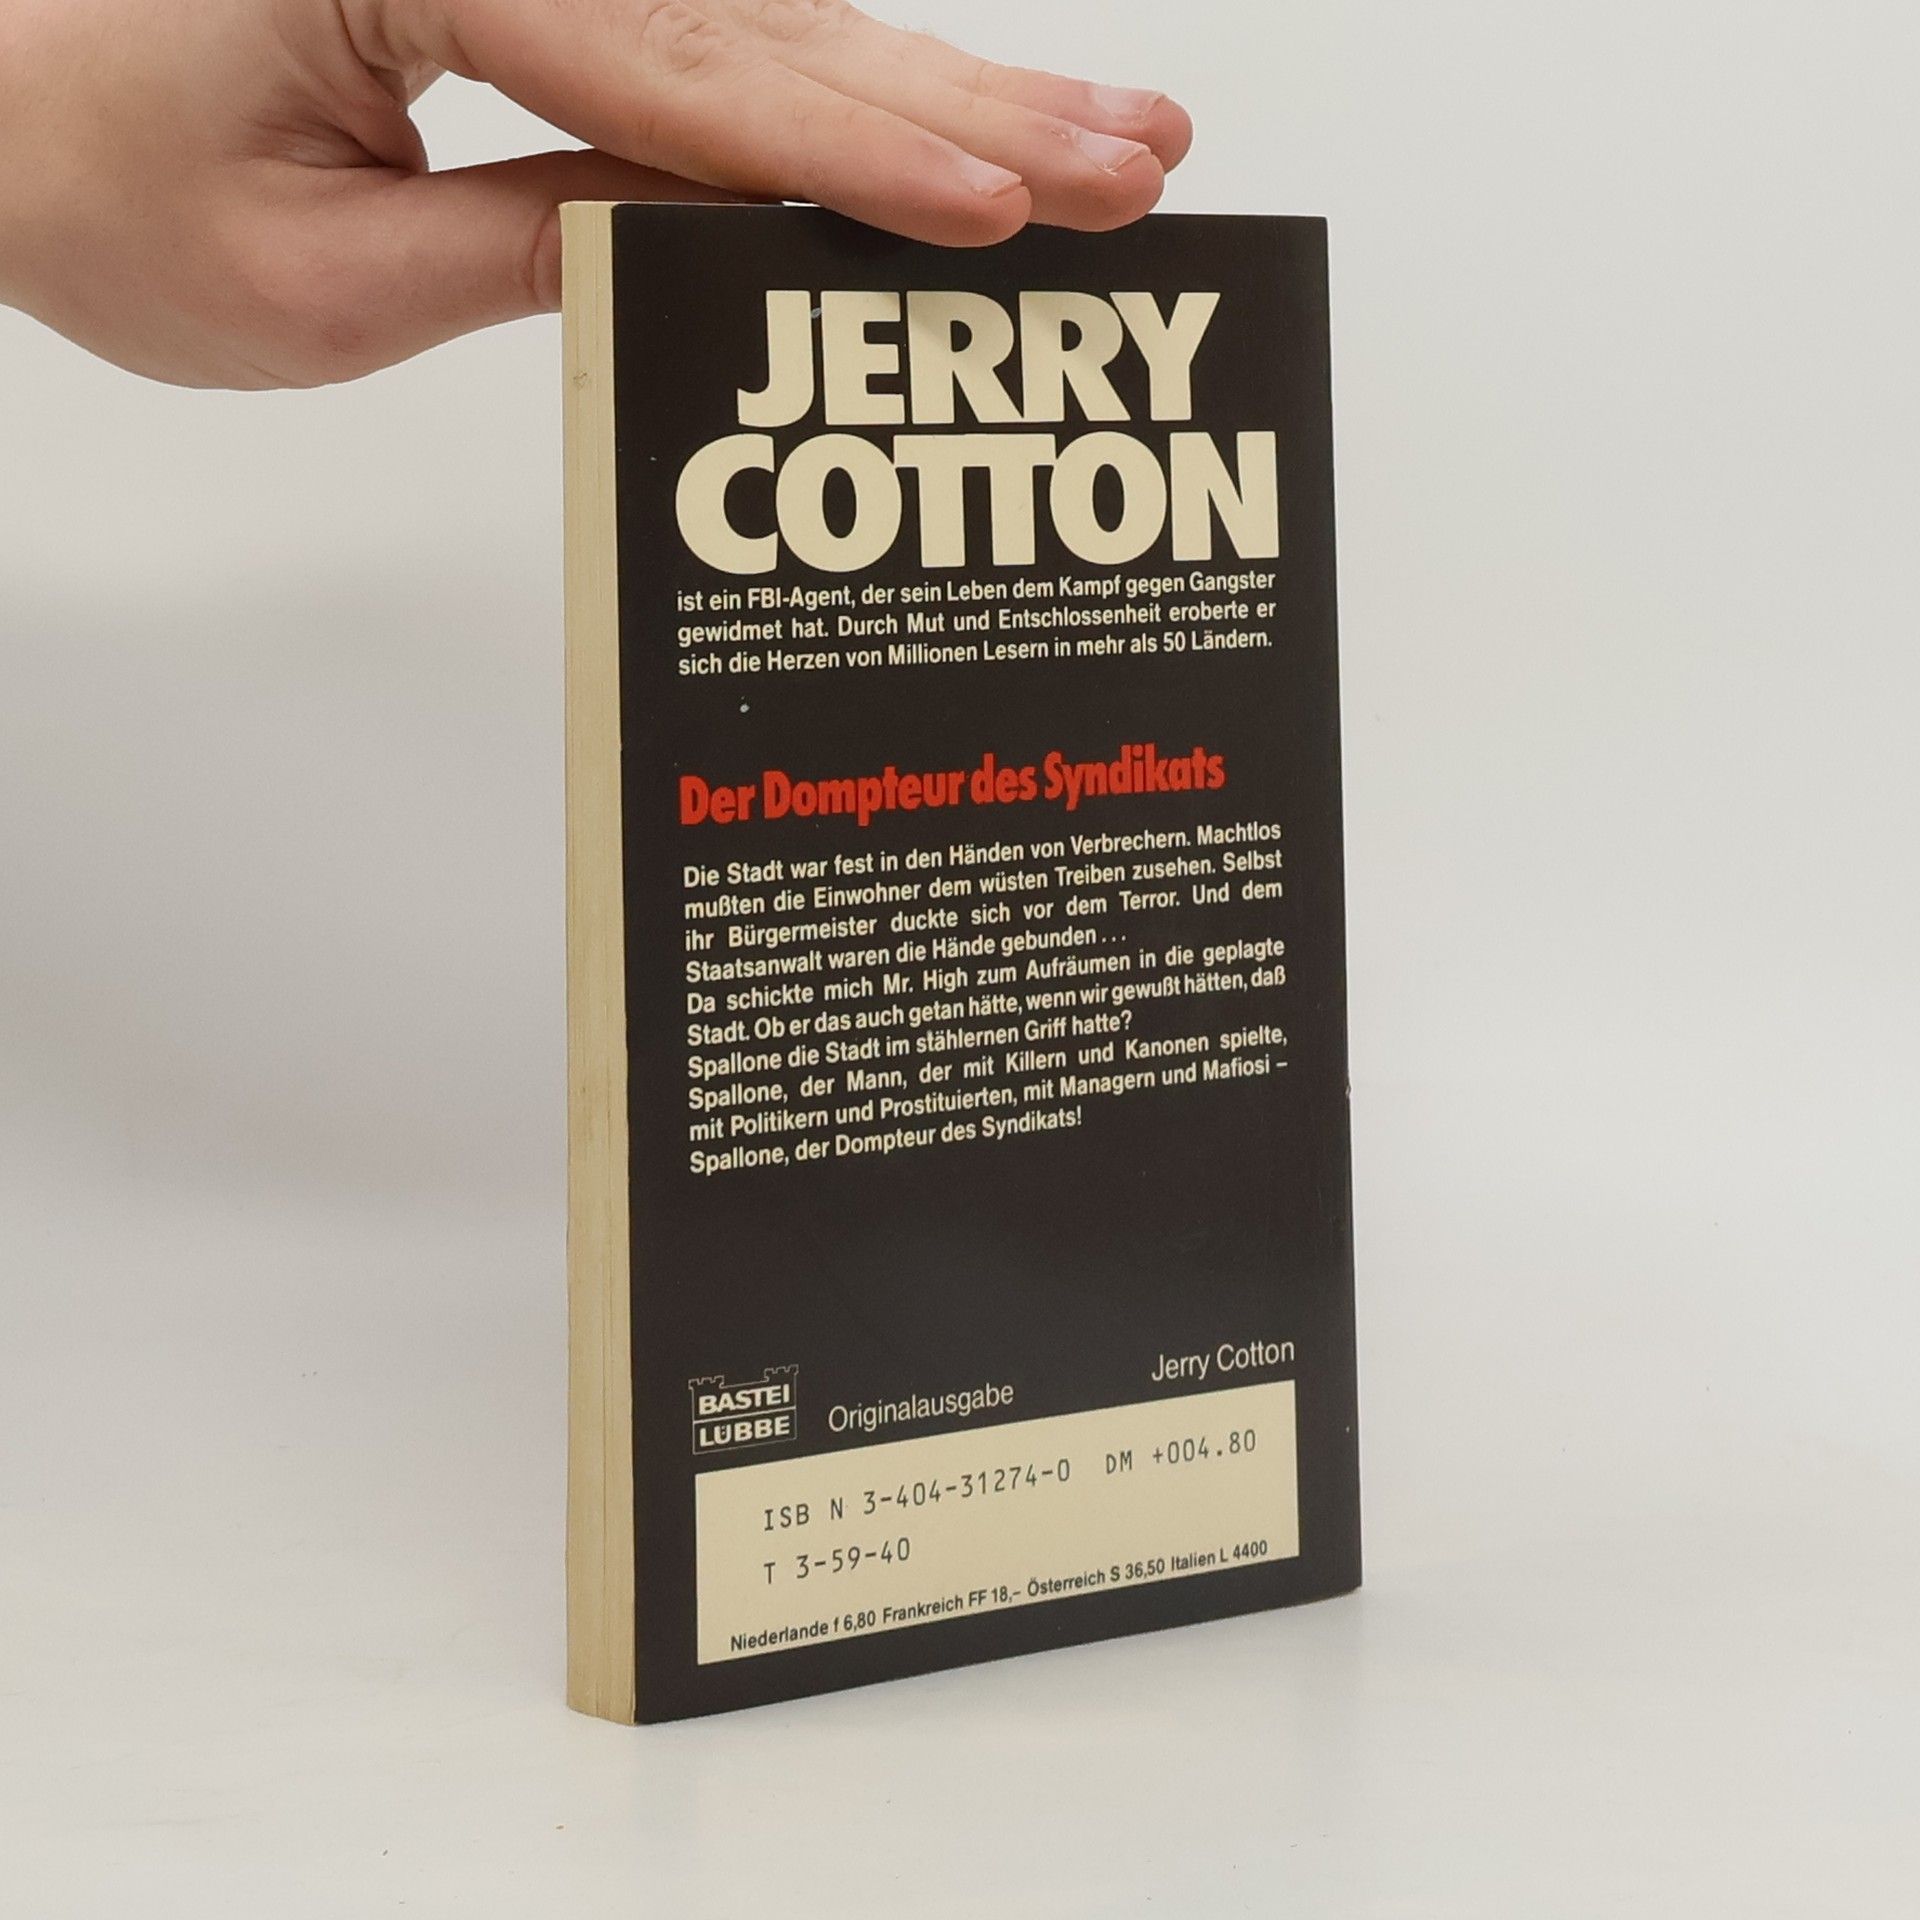 JERRY
COTTON
ist ein FBI-Agent, der sein Leben dem Kampf gegen Gangster
gewidmet hat. Durch Mut und Entschlossenheit eroberte er
sich die Herzen von Millionen Lesern in mehr als 50 Ländern.
Der Dompteur des Syndikats
Die Stadt war fest in den Händen von Verbrechern. Machtlos
mußten die Einwohner dem wüsten Treiben zusehen. Selbst
ihr Bürgermeister duckte sich vor dem Terror. Und dem
Staatsanwalt waren die Hände gebunden ...
Da schickte mich Mr. High zum Aufräumen in die geplagte
Stadt. Ob er das auch getan hätte, wenn wir gewußt hätten, daß
Spallone die Stadt im stählernen Griff hatte?
Spallone, der Mann, der mit Killern und Kanonen spielte,
mit Politikern und Prostituierten, mit Managern und Mafiosi –
Spallone, der Dompteur des Syndikats!
BASTEI
LÜBBE
Originalausgabe
Jerry Cotton
ISB N 3-404-31274-0 DM +004.80
T 3-59-40
Niederlande f 6,80 Frankreich FF 18,– Österreich S 36,50 Italien L 4400